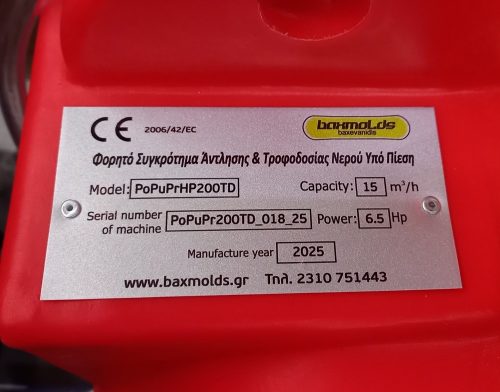 CE 2006/42/EC
baxmolds
baxevanidis
Φορητό Συγκρότημα Άντλησης & Τροφοδοσίας Νερού Υπό Πίεση
Model: PoPuPrHP200TD Capacity: 15 m³/h
Serial number of machine PoPuPr200TD_018_25 Power: 6.5 Hp
Manufacture year 2025
www.baxmolds.gr Τηλ. 2310 751443